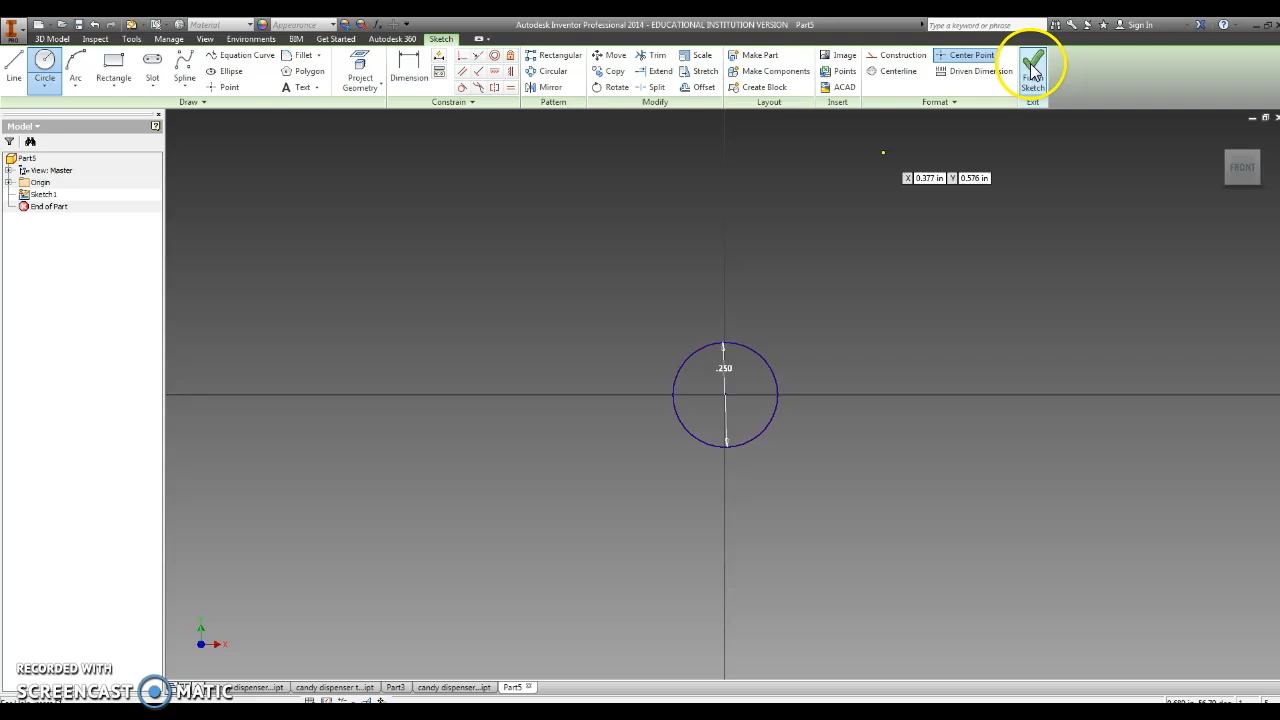 Material
Appearance
Autodesk Inventor Professional 2014 - EDUCATIONAL INSTITUTION VERSION Part5
Type a keyword or phrase
Sign In
PRO
3D Model Inspect Tools Manage View Environments BIM Get Started Autodesk 360 Sketch
Line Circle Arc Rectangle Slot Spline
Equation Curve Fillet
Ellipse Polygon
Point Text
Project Geometry
Dimension
Rectangular
Circular
Mirror
Move Trim Scale
Copy Extend Stretch
Rotate Split Offset
Make Part
Make Components
Create Block
Image
Points
ACAD
Construction Center Point
Centerline Driven Dimension
Sketch
Draw Constrain Pattern Modify Layout Insert Format Exit
Model
Part5
View: Master
Origin
Sketch1
End of Part
X 0.377 in Y 0.576 in
FRONT
.250
Y
X
RECORDED WITH
SCREENCAST MATIC
dispenser...ipt candy dispenser t...ipt Part3 candy dispenser...ipt Part5